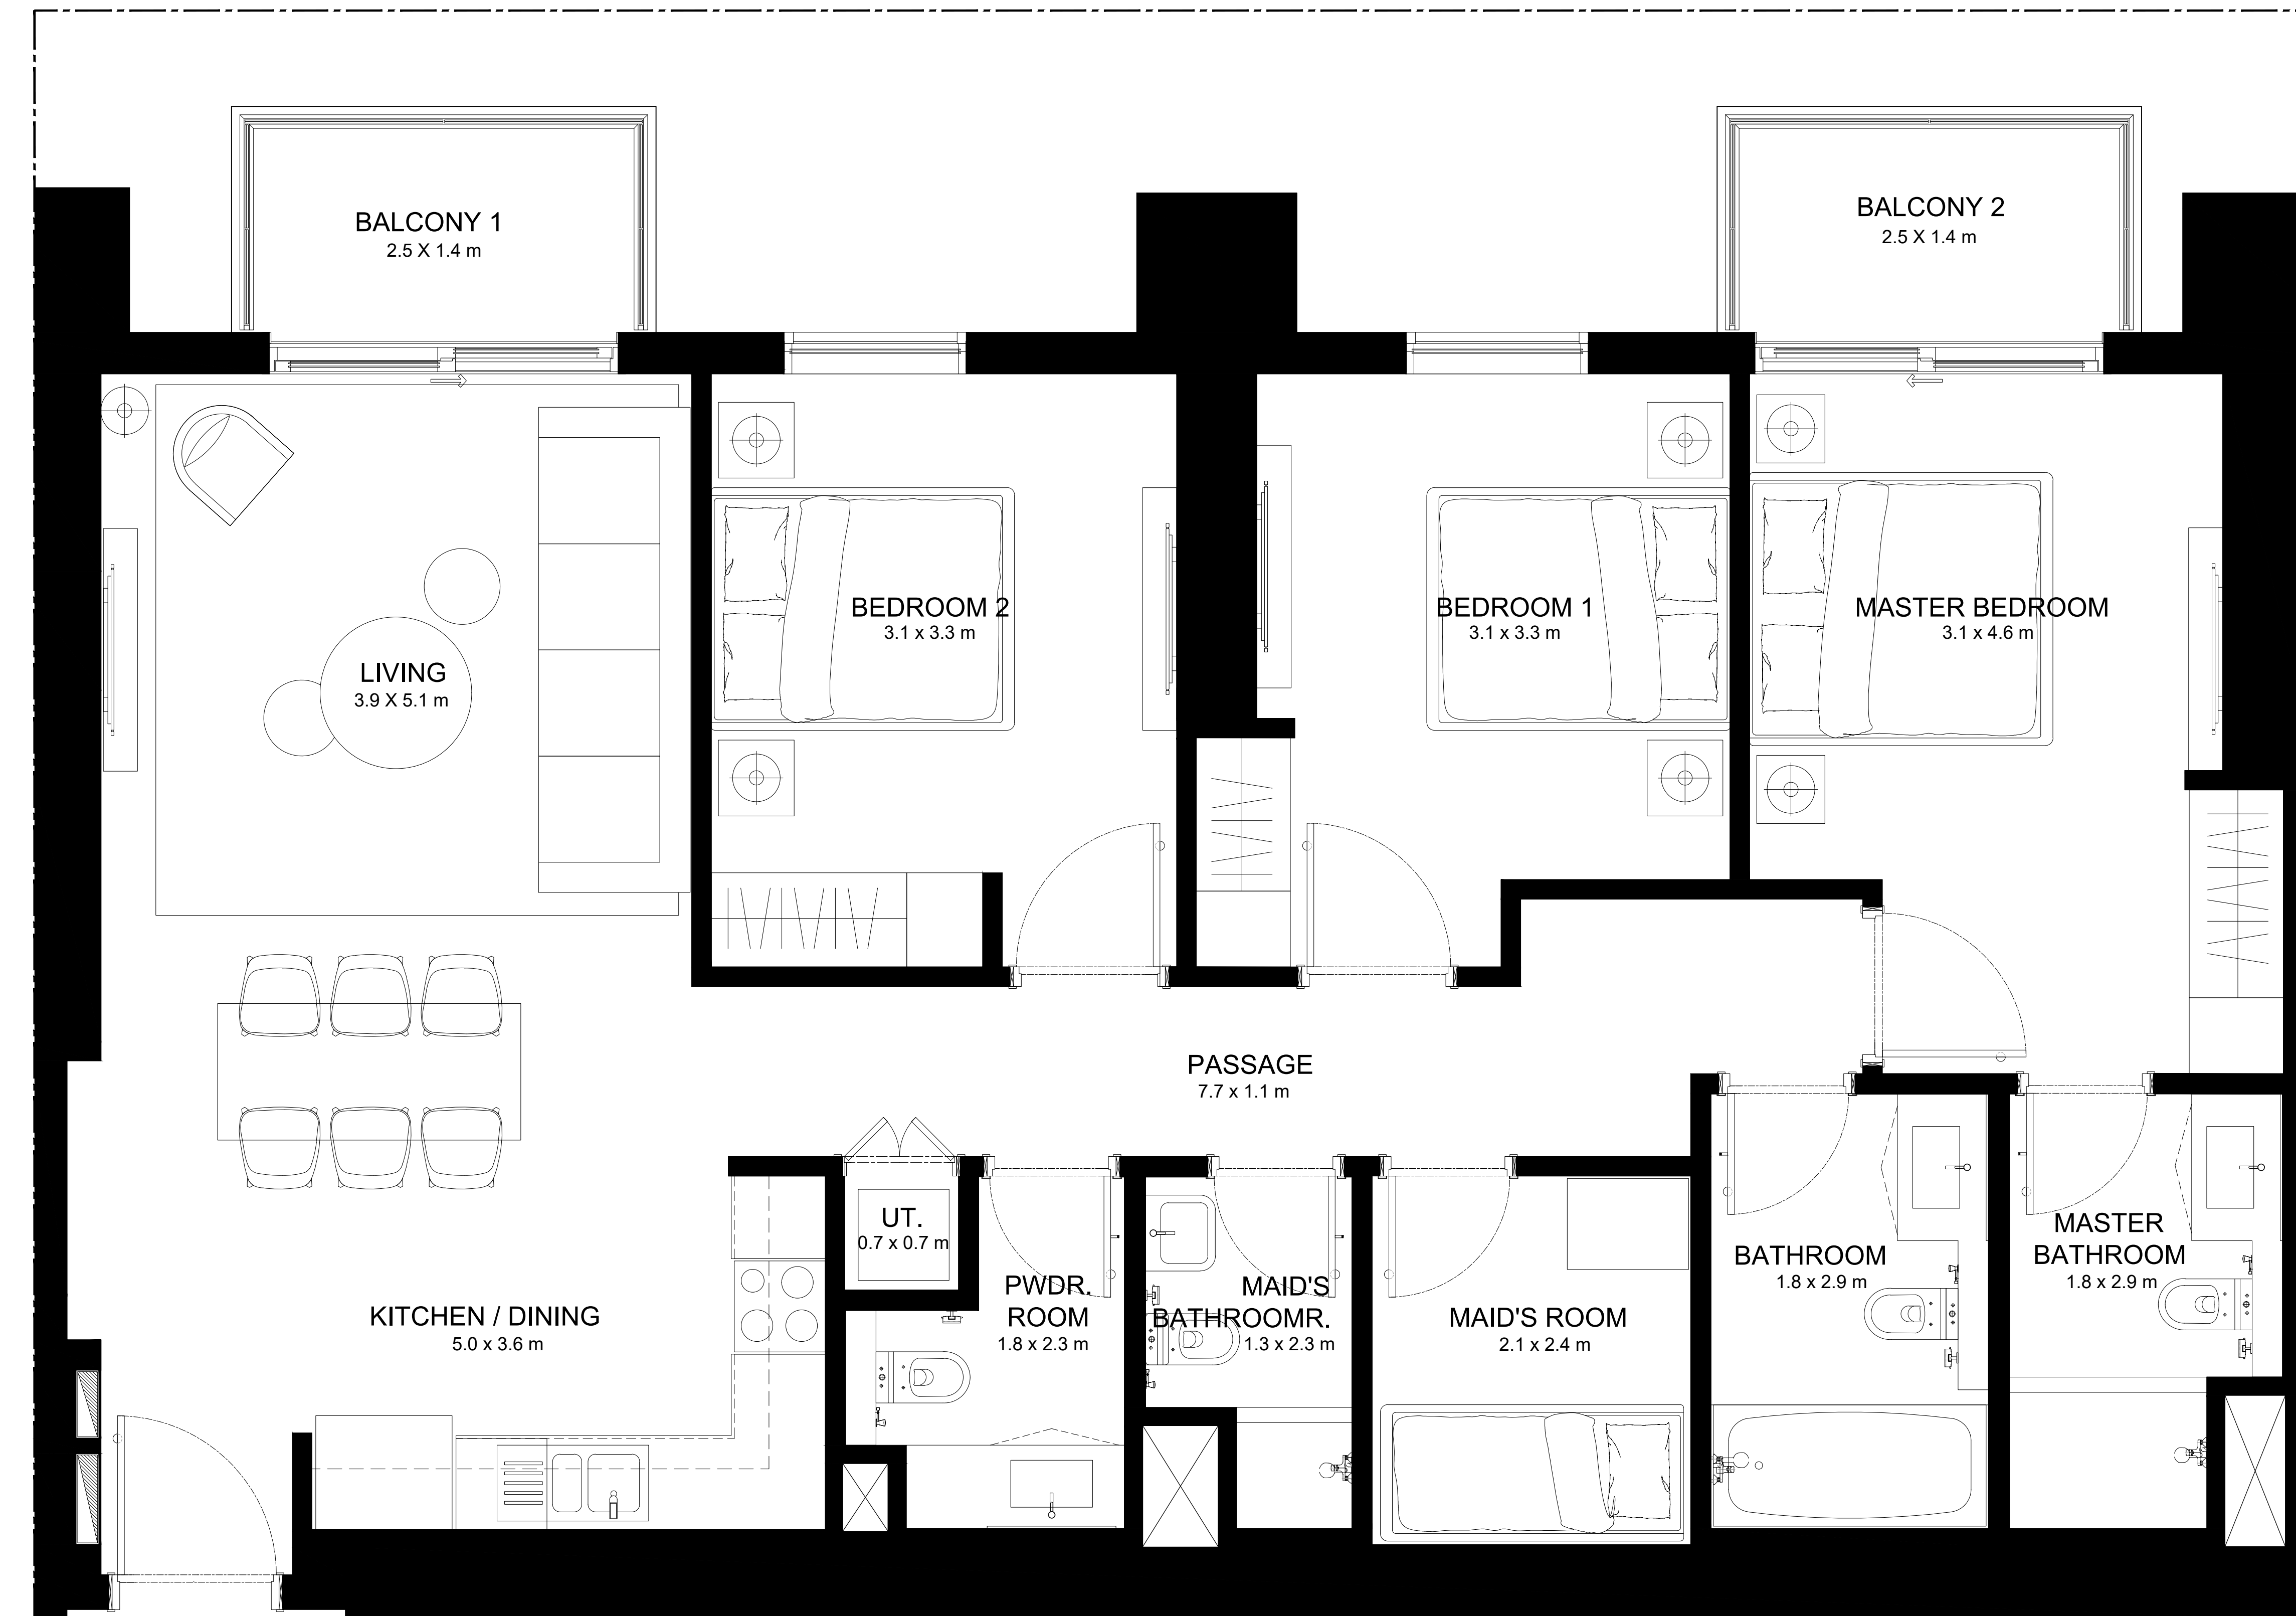 BALCONY 1
2.5 X 1.4 m
BALCONY 2
2.5 X 1.4 m
BEDROOM 2
3.1 x 3.3 m
BEDROOM 1
3.1 x 3.3 m
MASTER BEDROOM
3.1 x 4.6 m
LIVING
3.9 X 5.1 m
PASSAGE
7.7 x 1.1 m
UT.
0.7 x 0.7 m
KITCHEN / DINING
5.0 x 3.6 m
PWDR.
ROOM
1.8 x 2.3 m
MAID'S
BATHROOMR.
1.3 x 2.3 m
MAID'S ROOM
2.1 x 2.4 m
BATHROOM
1.8 x 2.9 m
MASTER
BATHROOM
1.8 x 2.9 m